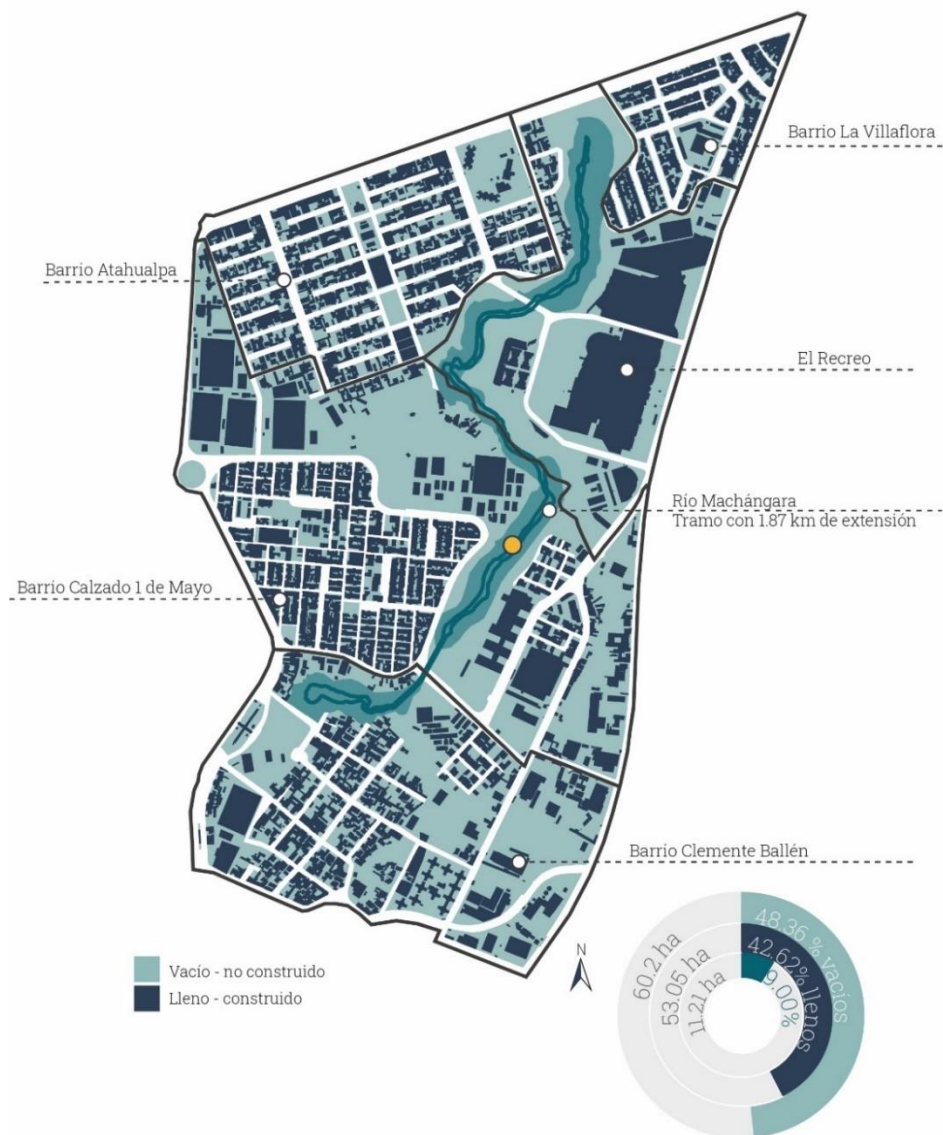 Barrio La Villaflora
Barrio Atahualpa
El Recreo
Río Machángara
Tramo con 1.87 km de extensión
Barrio Calzado 1 de Mayo
Barrio Clemente Ballén
N
Vacío - no construido
Lleno - construido
60.2 ha
53.05 ha
11.21 ha
48.36 % vacíos
42.62% llenos
9.00%